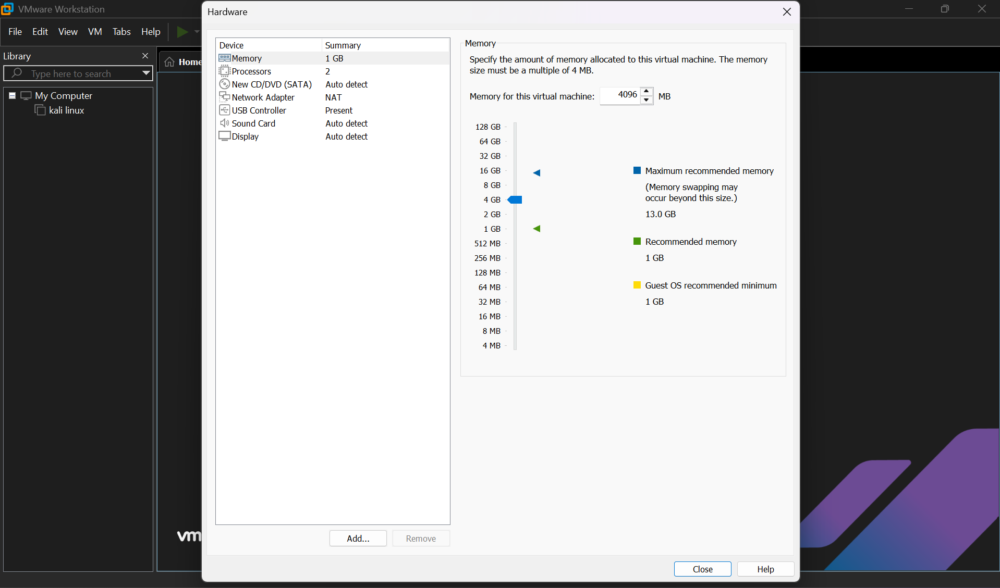 VMware Workstation
File Edit View VM Tabs Help
Library
Type here to search
My Computer
kali linux
Home
vm
Hardware
Device Summary
Memory 1 GB
Processors 2
New CD/DVD (SATA) Auto detect
Network Adapter NAT
USB Controller Present
Sound Card Auto detect
Display Auto detect
Add... Remove
Memory
Specify the amount of memory allocated to this virtual machine. The memory
size must be a multiple of 4 MB.
Memory for this virtual machine: 4096 MB
128 GB
64 GB
32 GB
16 GB
8 GB
4 GB
2 GB
1 GB
512 MB
256 MB
128 MB
64 MB
32 MB
16 MB
8 MB
4 MB
Maximum recommended memory
(Memory swapping may
occur beyond this size.)
13.0 GB
Recommended memory
1 GB
Guest OS recommended minimum
1 GB
Close Help